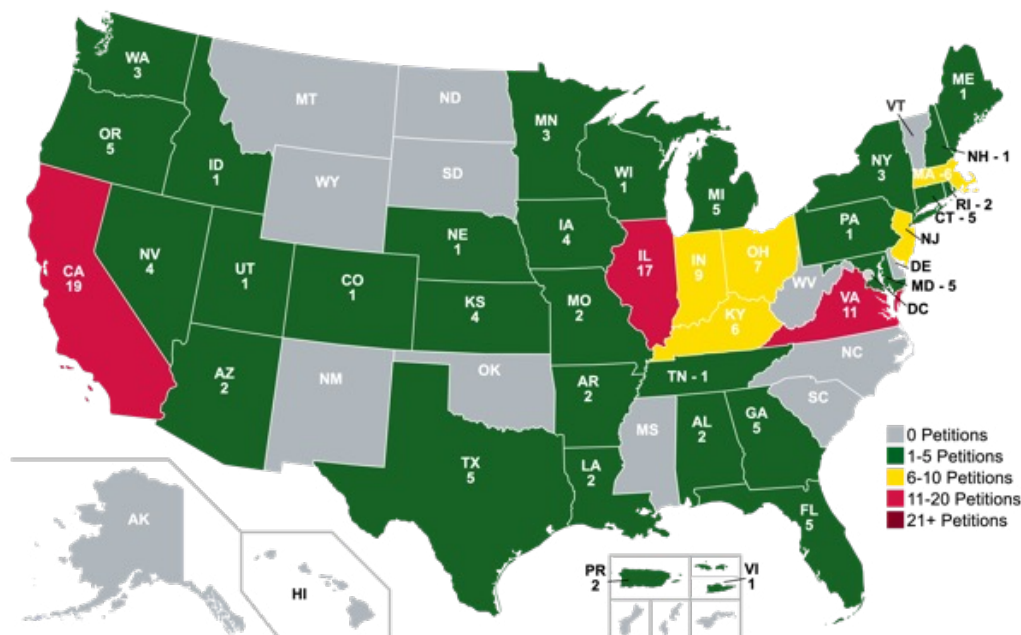 WA
3
OR
5
ID
1
MT
ND
MN
3
WY
SD
WI
1
MI
5
NY
3
VT
ME
1
NH - 1
MA -6
RI - 2
CT - 5
NJ
PA
1
DE
MD - 5
DC
CA
19
NV
4
UT
1
CO
1
NE
1
IA
4
KS
4
MO
2
IL
17
IN
9
OH
7
WV
VA
11
KY
6
AZ
2
NM
OK
AR
2
TN - 1
NC
SC
MS
AL
2
GA
5
TX
5
LA
2
FL
5
AK
HI
PR
2
VI
1
0 Petitions
1-5 Petitions
6-10 Petitions
11-20 Petitions
21+ Petitions